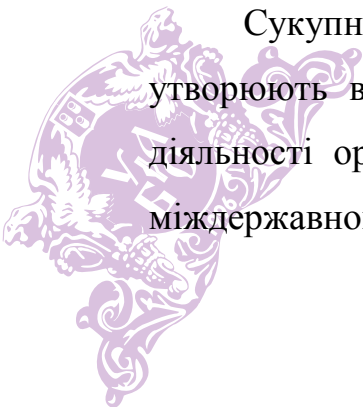 Сукупн
утворюють в
діяльності ор
міждержавно